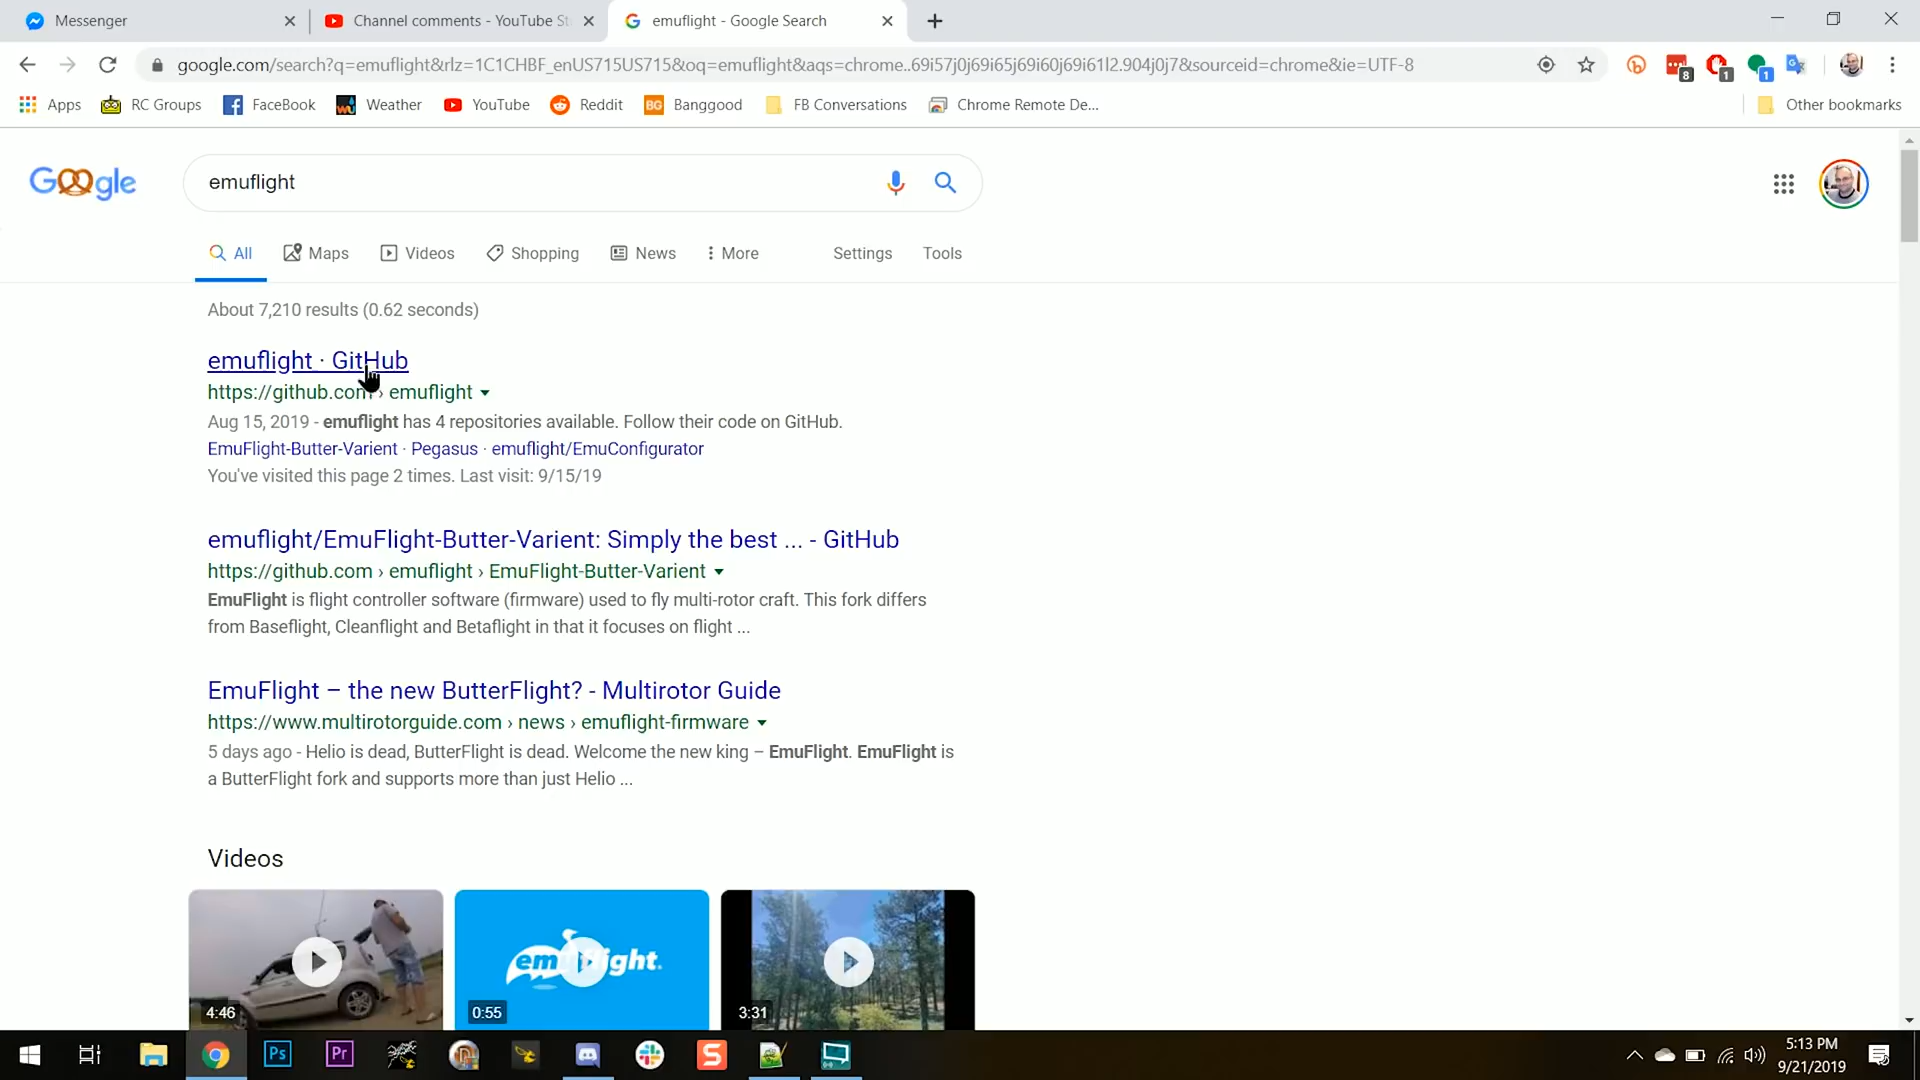 Messenger
Channel comments - YouTube St
emuflight - Google Search
google.com/search?q=emuflight&rlz=1C1CHBF_enUS715US715&oq=emuflight&aqs=chrome..69i57j0j69i65j69i60j69i61l2.904j0j7&sourceid=chrome&ie=UTF-8
8
1
1
Apps
RC Groups
FaceBook
Weather
YouTube
Reddit
BG Banggood
FB Conversations
Chrome Remote De...
Other bookmarks
Google
emuflight
All
Maps
Videos
Shopping
News
More
Settings
Tools
About 7,210 results (0.62 seconds)
emuflight · GitHub
https://github.com › emuflight
Aug 15, 2019 - emuflight has 4 repositories available. Follow their code on GitHub.
EmuFlight-Butter-Varient · Pegasus · emuflight/EmuConfigurator
You've visited this page 2 times. Last visit: 9/15/19
emuflight/EmuFlight-Butter-Varient: Simply the best ... - GitHub
https://github.com › emuflight › EmuFlight-Butter-Varient
EmuFlight is flight controller software (firmware) used to fly multi-rotor craft. This fork differs
from Baseflight, Cleanflight and Betaflight in that it focuses on flight ...
EmuFlight – the new ButterFlight? - Multirotor Guide
https://www.multirotorguide.com › news › emuflight-firmware
5 days ago - Helio is dead, ButterFlight is dead. Welcome the new king – EmuFlight. EmuFlight is
a ButterFlight fork and supports more than just Helio ...
Videos
emuflight.
4:46
0:55
3:31
Ps
Pr
S
5:13 PM
9/21/2019